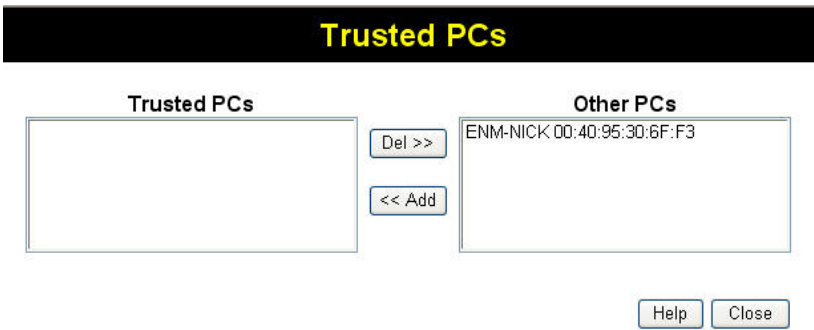 Trusted PCs
Trusted PCs
Other PCs
ENM-NICK 00:40:95:30:6F:F3
Del >>
<< Add
Help
Close